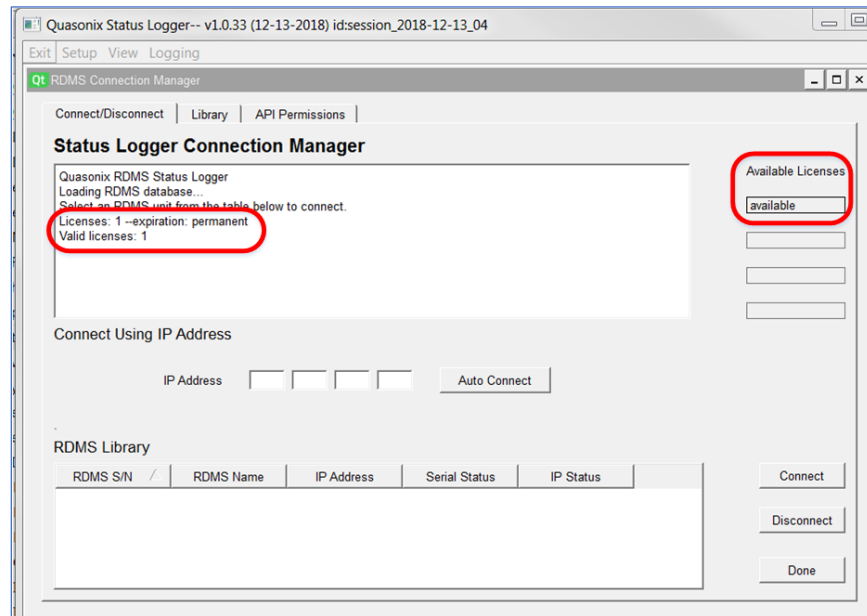 Quasonix Status Logger-- v1.0.33 (12-13-2018) id:session_2018-12-13_04
Exit Setup View Logging
Qt RDMS Connection Manager
Connect/Disconnect Library API Permissions
Status Logger Connection Manager
Quasonix RDMS Status Logger
Loading RDMS database...
Select an RDMS unit from the table below to connect.
Licenses: 1 --expiration: permanent
Valid licenses: 1
Available Licenses
available
Connect Using IP Address
IP Address Auto Connect
RDMS Library
RDMS S/N RDMS Name IP Address Serial Status IP Status
Connect
Disconnect
Done